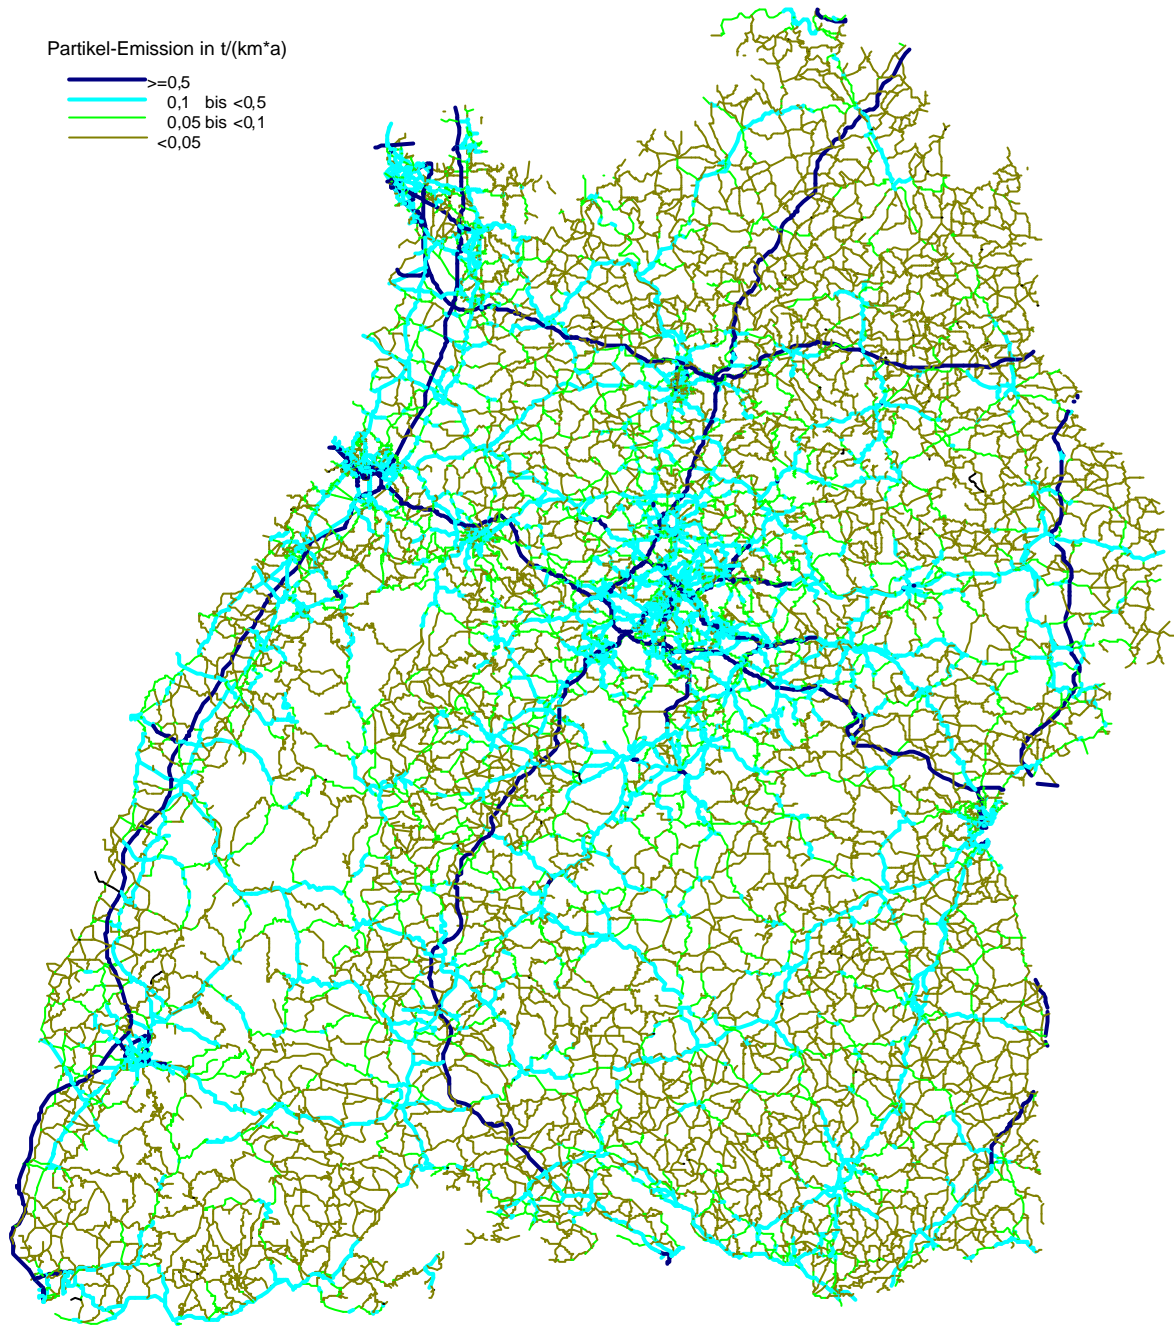 Partikel-Emission in t/(km*a)
>=0,5
0,1 bis <0,5
0,05 bis <0,1
<0,05